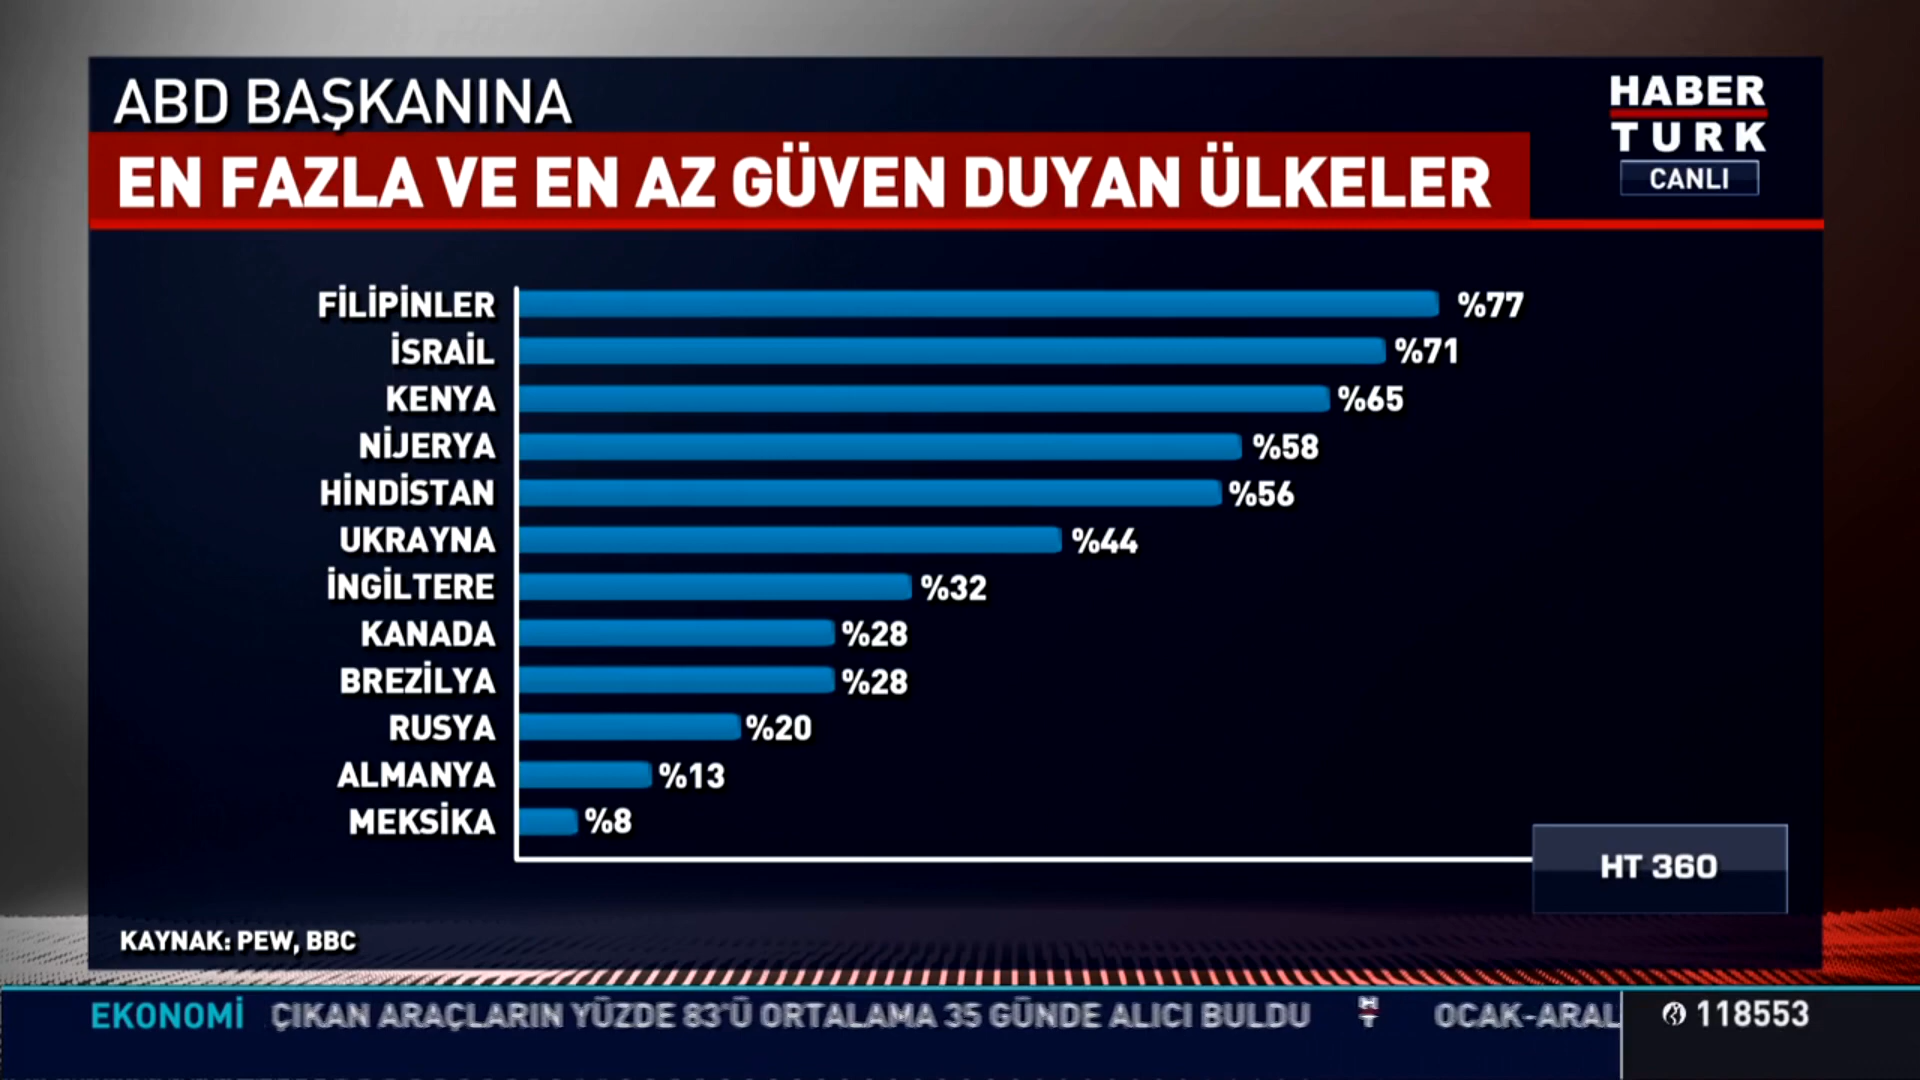 ABD BAŞKANINA
EN FAZLA VE EN AZ GÜVEN DUYAN ÜLKELER
HABER
TURK
CANLI
FİLİPİNLER %77
İSRAİL %71
KENYA %65
NİJERYA %58
HİNDİSTAN %56
UKRAYNA %44
İNGİLTERE %32
KANADA %28
BREZİLYA %28
RUSYA %20
ALMANYA %13
MEKSİKA %8
HT 360
KAYNAK: PEW, BBC
EKONOMİ ÇIKAN ARAÇLARIN YÜZDE 83'Ü ORTALAMA 35 GÜNDE ALICI BULDU HT OCAK-ARAL 118553